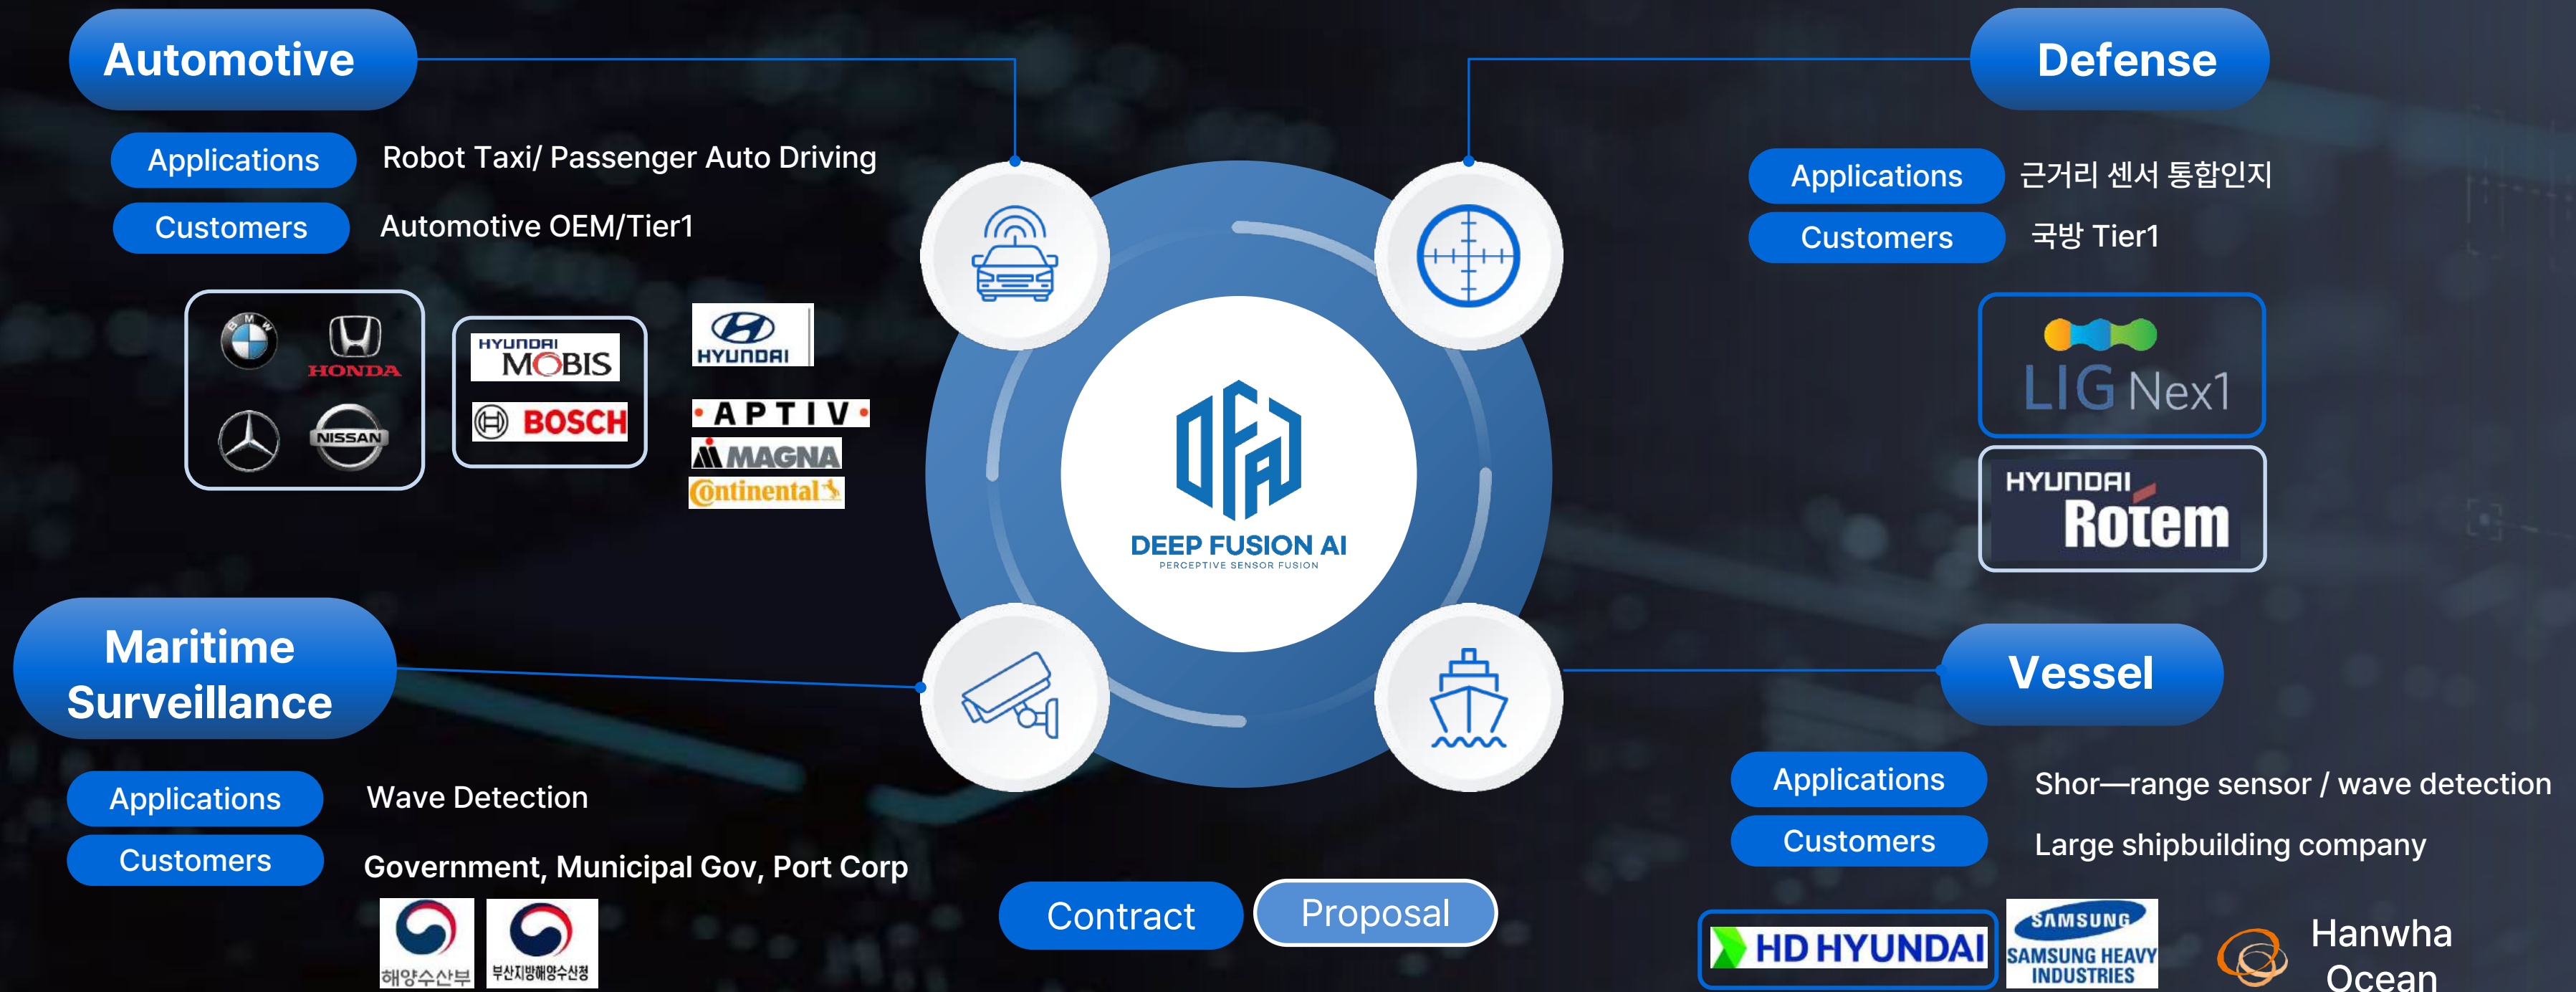 Automotive
Applications
Robot Taxi/ Passenger Auto Driving
Customers
Automotive OEM/Tier1
BMW
HONDA
NISSAN
HYUNDAI
MOBIS
BOSCH
HYUNDAI
• APTIV •
MAGNA
Continental
Defense
Applications
근거리 센서 통합인지
Customers
국방 Tier1
LIG Nex1
HYUNDAI
Rotem
DFA
DEEP FUSION AI
PERCEPTIVE SENSOR FUSION
Maritime
Surveillance
Applications
Wave Detection
Customers
Government, Municipal Gov, Port Corp
해양수산부
부산지방해양수산청
Contract
Proposal
Vessel
Applications
Shor—range sensor / wave detection
Customers
Large shipbuilding company
HD HYUNDAI
SAMSUNG
SAMSUNG HEAVY
INDUSTRIES
Hanwha
Ocean